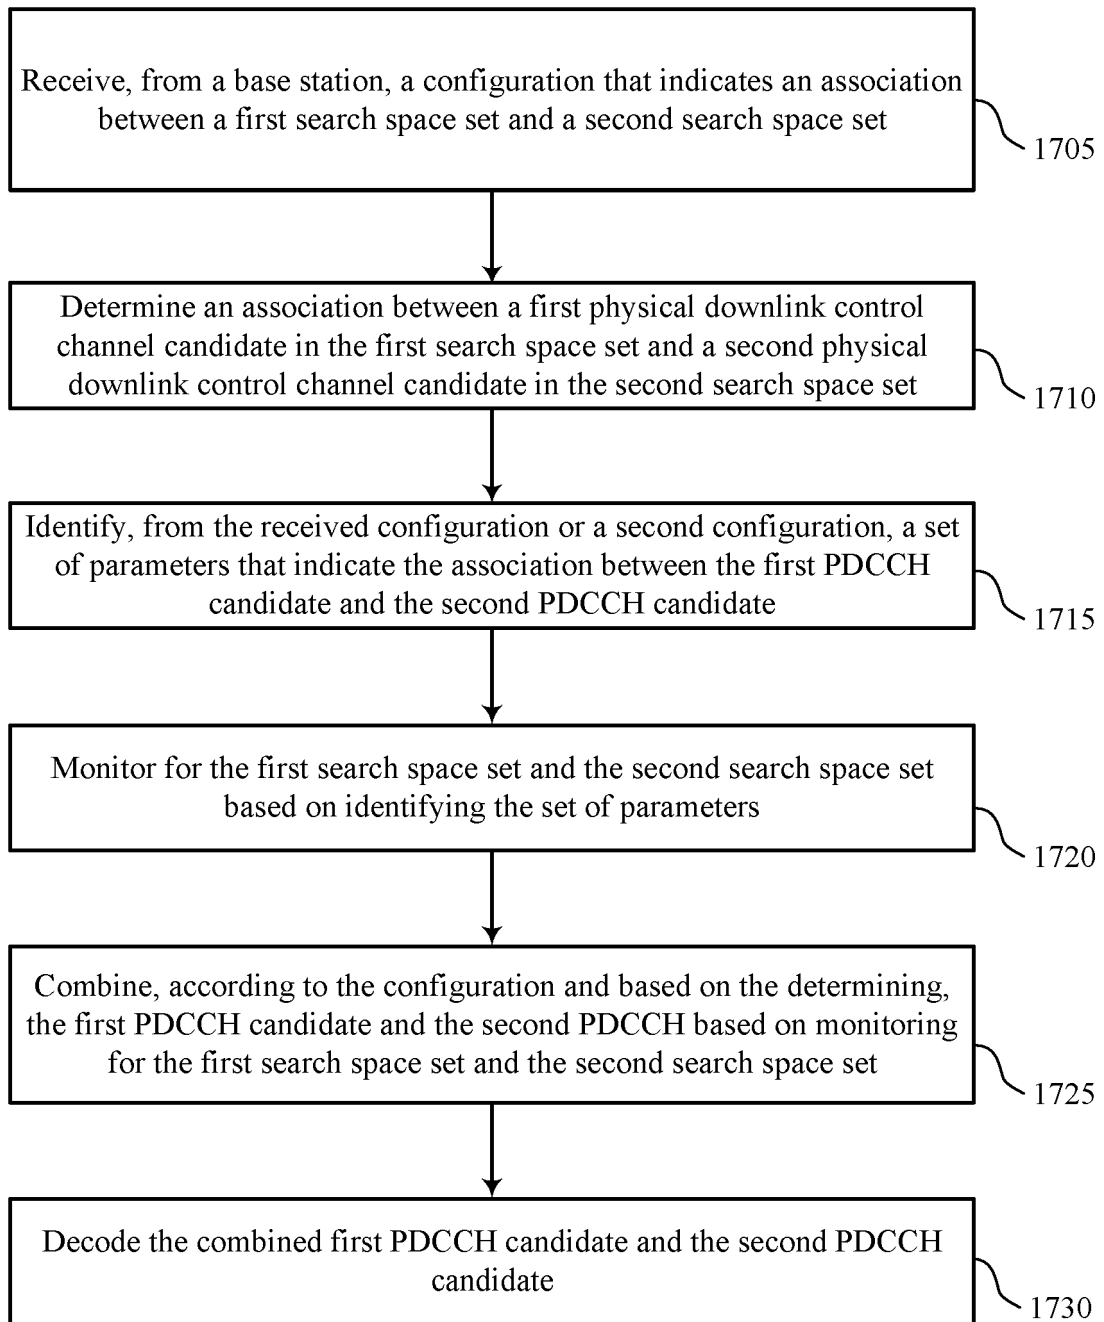 Receive, from a base station, a configuration that indicates an association
between a first search space set and a second search space set
1705
Determine an association between a first physical downlink control
channel candidate in the first search space set and a second physical
downlink control channel candidate in the second search space set
1710
Identify, from the received configuration or a second configuration, a set
of parameters that indicate the association between the first PDCCH
candidate and the second PDCCH candidate
1715
Monitor for the first search space set and the second search space set
based on identifying the set of parameters
1720
Combine, according to the configuration and based on the determining,
the first PDCCH candidate and the second PDCCH based on monitoring
for the first search space set and the second search space set
1725
Decode the combined first PDCCH candidate and the second PDCCH
candidate
1730